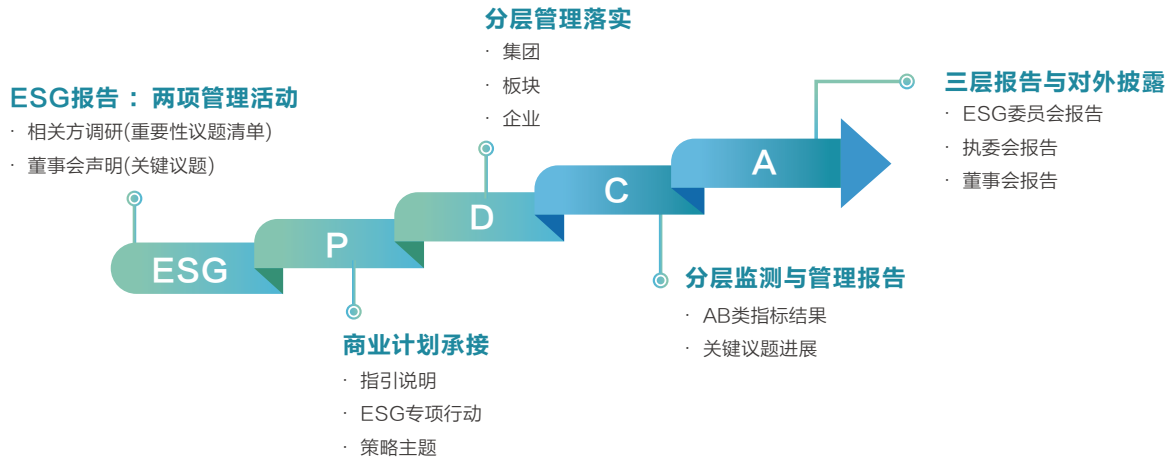 ESG报告 ： 两项管理活动
· 相关方调研(重要性议题清单)
· 董事会声明(关键议题)
ESG
P
商业计划承接
· 指引说明
· ESG专项行动
· 策略主题
分层管理落实
· 集团
· 板块
· 企业
D
C
分层监测与管理报告
· AB类指标结果
· 关键议题进展
A
三层报告与对外披露
· ESG委员会报告
· 执委会报告
· 董事会报告